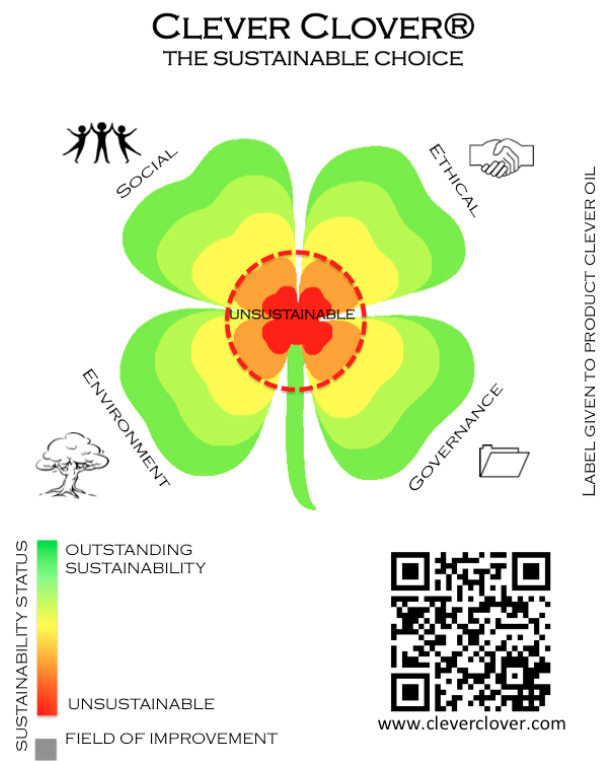 CLEVER CLOVER®
THE SUSTAINABLE CHOICE
SOCIAL
ETHICAL
UNSUSTAINABLE
ENVIRONMENT
GOVERNANCE
LABEL GIVEN TO PRODUCT CLEVER OIL
SUSTAINABILITY STATUS
OUTSTANDING
SUSTAINABILITY
UNSUSTAINABLE
FIELD OF IMPROVEMENT
www.cleverclover.com